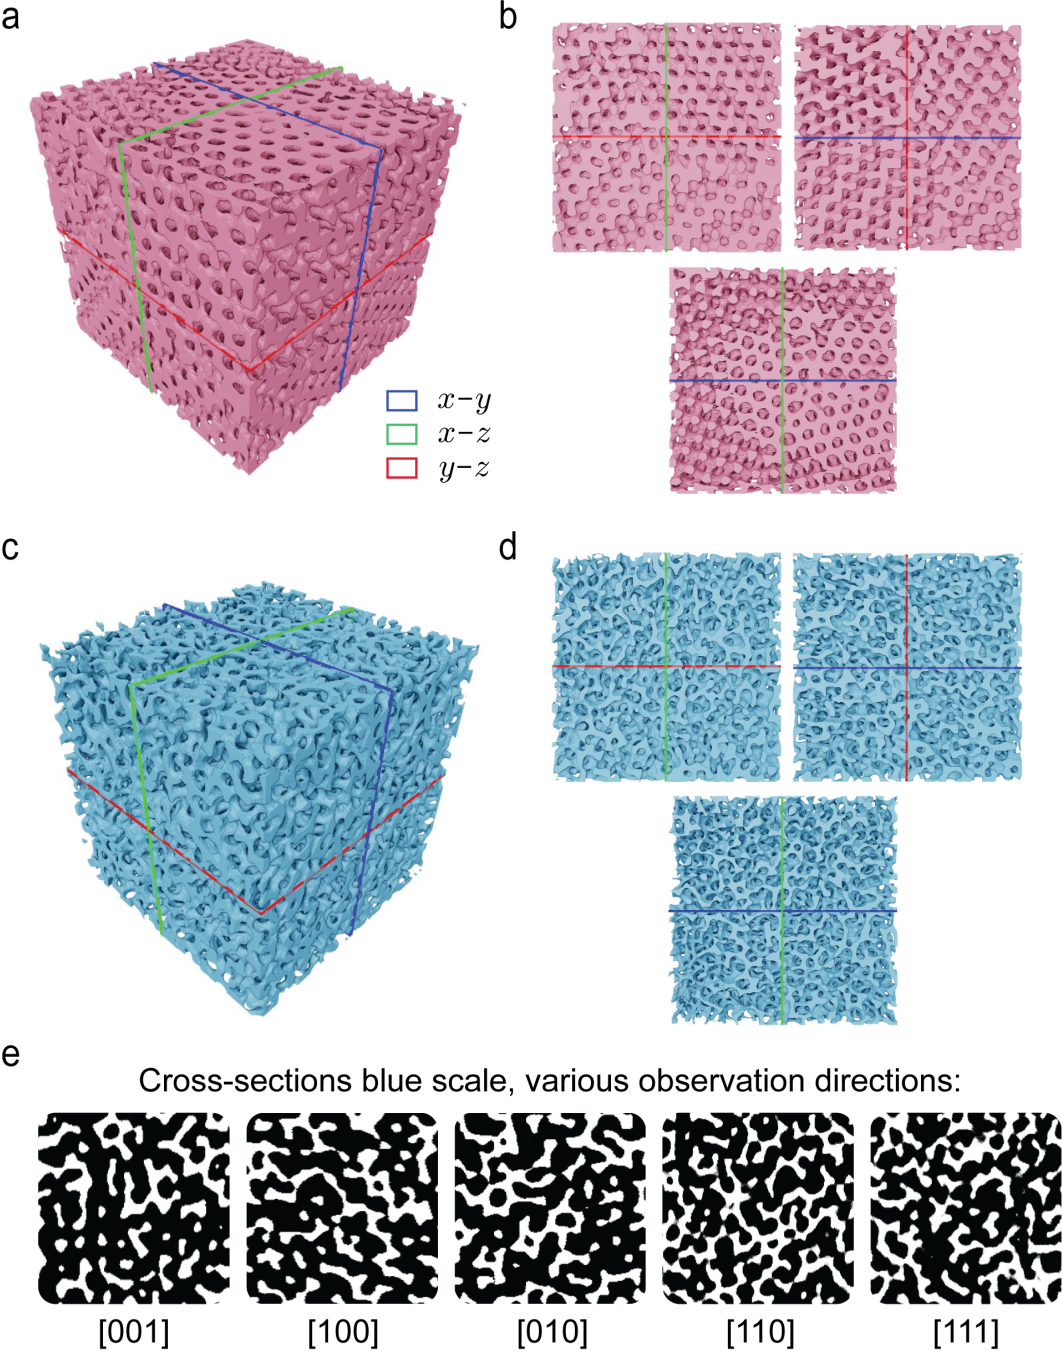 a
b
x-y
x-z
y-z
c
d
e
Cross-sections blue scale, various observation directions:
[001]
[100]
[010]
[110]
[111]